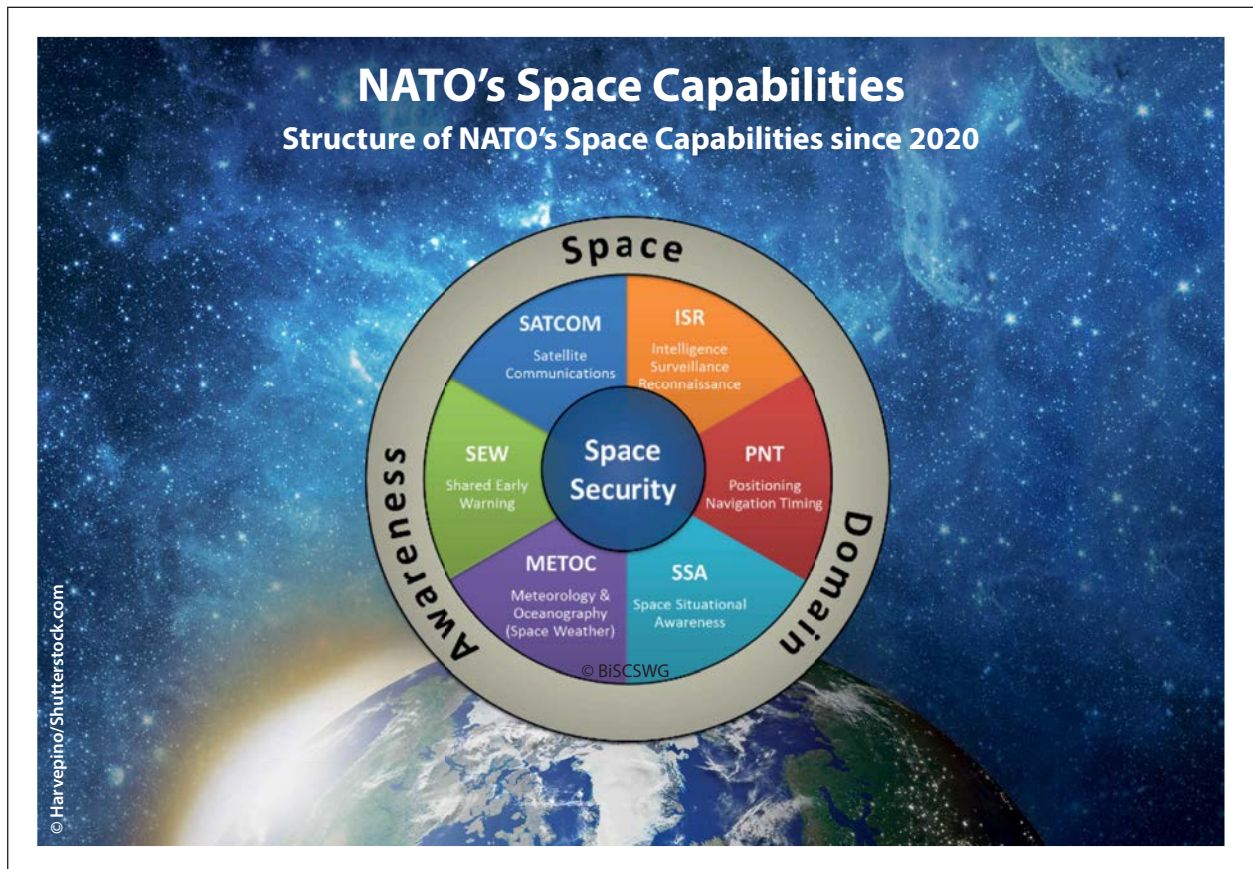 NATO’s Space Capabilities
Structure of NATO’s Space Capabilities since 2020
Space
Domain
Awareness
SATCOM
Satellite
Communications
ISR
Intelligence
Surveillance
Reconnaissance
SEW
Shared Early
Warning
Space
Security
PNT
Positioning
Navigation Timing
METOC
Meteorology &
Oceanography
(Space Weather)
SSA
Space Situational
Awareness
© BiSCSWG
© Harvepino/Shutterstock.com